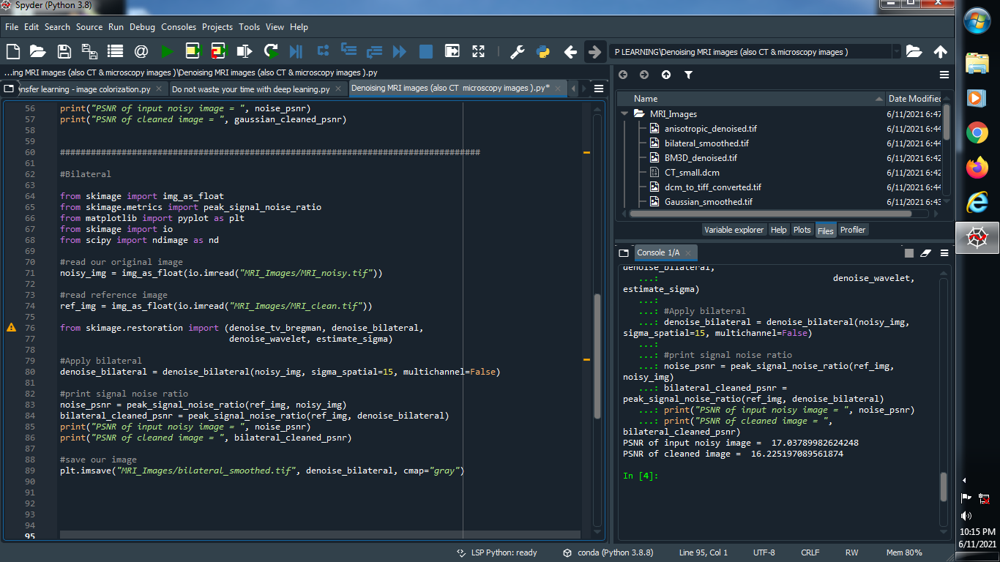 Spyder (Python 3.8)
File Edit Search Source Run Debug Consoles Projects Tools View Help
P LEARNING\Denoising MRI images (also CT & microscopy images )
...ing MRI images (also CT & microscopy images )\Denoising MRI images (also CT & microscopy images ).py
nsfer learning - image colorization.py
Do not waste your time with deep leaning.py
Denoising MRI images (also CT microscopy images ).py*
56 print("PSNR of input noisy image = ", noise_psnr)
57 print("PSNR of cleaned image = ", gaussian_cleaned_psnr)
58
59
60 ##################################################################################
61
62 #Bilateral
63
64 from skimage import img_as_float
65 from skimage.metrics import peak_signal_noise_ratio
66 from matplotlib import pyplot as plt
67 from skimage import io
68 from scipy import ndimage as nd
69
70 #read our original image
71 noisy_img = img_as_float(io.imread("MRI_Images/MRI_noisy.tif"))
72
73 #read reference image
74 ref_img = img_as_float(io.imread("MRI_Images/MRI_clean.tif"))
75
76 from skimage.restoration import (denoise_tv_bregman, denoise_bilateral,
77 denoise_wavelet, estimate_sigma)
78
79 #Apply bilateral
80 denoise_bilateral = denoise_bilateral(noisy_img, sigma_spatial=15, multichannel=False)
81
82 #print signal noise ratio
83 noise_psnr = peak_signal_noise_ratio(ref_img, noisy_img)
84 bilateral_cleaned_psnr = peak_signal_noise_ratio(ref_img, denoise_bilateral)
85 print("PSNR of input noisy image = ", noise_psnr)
86 print("PSNR of cleaned image = ", bilateral_cleaned_psnr)
87
88 #save our image
89 plt.imsave("MRI_Images/bilateral_smoothed.tif", denoise_bilateral, cmap="gray")
90
91
92
93
94
95
Name Date Modified
MRI_Images 6/11/2021 6:47
anisotropic_denoised.tif 6/11/2021 6:44
bilateral_smoothed.tif 6/11/2021 6:44
BM3D_denoised.tif 6/11/2021 6:42
CT_small.dcm 6/11/2021 6:42
dcm_to_tiff_converted.tif 6/11/2021 6:42
Gaussian_smoothed.tif 6/11/2021 6:43
Variable explorer Help Plots Files Profiler
Console 1/A
denoise_bilateral,
...: denoise_wavelet,
estimate_sigma)
...:
...: #Apply bilateral
...: denoise_bilateral = denoise_bilateral(noisy_img,
sigma_spatial=15, multichannel=False)
...:
...: #print signal noise ratio
...: noise_psnr = peak_signal_noise_ratio(ref_img,
noisy_img)
...: bilateral_cleaned_psnr =
peak_signal_noise_ratio(ref_img, denoise_bilateral)
...: print("PSNR of input noisy image = ", noise_psnr)
...: print("PSNR of cleaned image = ",
bilateral_cleaned_psnr)
PSNR of input noisy image = 17.03789982624248
PSNR of cleaned image = 16.225197089561874
In [4]:
LSP Python: ready conda (Python 3.8.8) Line 95, Col 1 UTF-8 CRLF RW Mem 80%
10:15 PM
6/11/2021